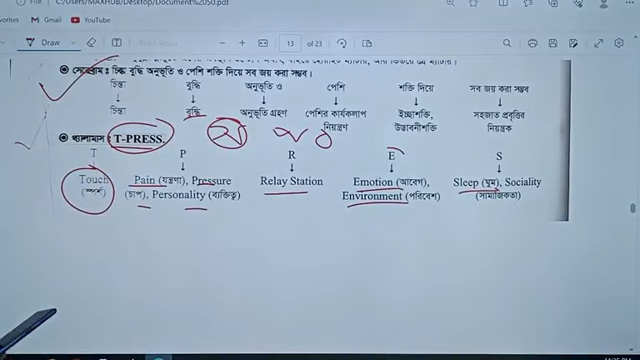 /C:/Users/MAXHUB/Desktop/Document%2050.pdf
Gmail YouTube
Draw 13 of 23
সেরেব্রাম : চিন্তা বুদ্ধি অনুভূতি ও পেশি শক্তি দিয়ে সব জয় করা সম্ভব।
চিন্তা বুদ্ধি অনুভূতি ও পেশি শক্তি দিয়ে সব জয় করা সম্ভব
চিন্তা বুদ্ধি অনুভূতি গ্রহণ পেশির কার্যকলাপ ইচ্ছাশক্তি, সহজাত প্রবৃত্তির
নিয়ন্ত্রণ উদ্ভাবনীশক্তি নিয়ন্ত্রক
থ্যালামাস : T-PRESS.
T P R E S
Touch Pain (যন্ত্রণা), Pressure Relay Station Emotion (আবেগ), Sleep (ঘুম), Sociality
(স্পর্শ) (চাপ), Personality (ব্যক্তিত্ব) Environment (পরিবেশ) (সামাজিকতা)